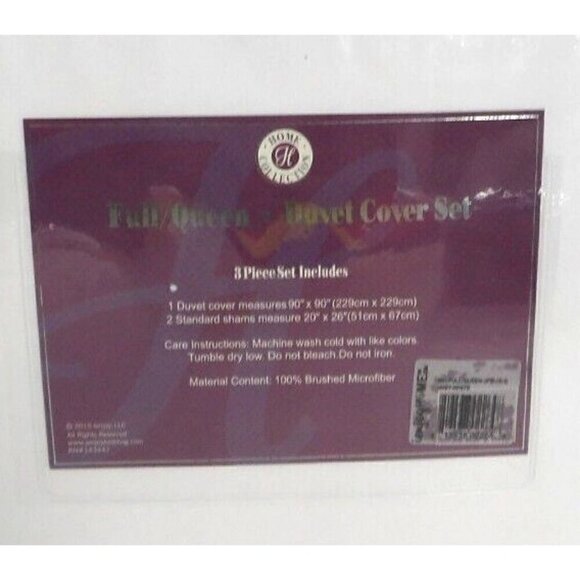 HOME
H
COLLECTION
Full/Queen - Duvet Cover Set
3 PieceSet Includes
1 Duvet cover measures 90" x 90" (229cm x 229cm)
2 Standard shams measure 20" x 26"(51cm x 67cm)
Care Instructions: Machine wash cold with like colors.
Tumble dry low. Do not bleach.Do not iron.
Material Content: 100% Brushed Microfiber
All Rights Reserved